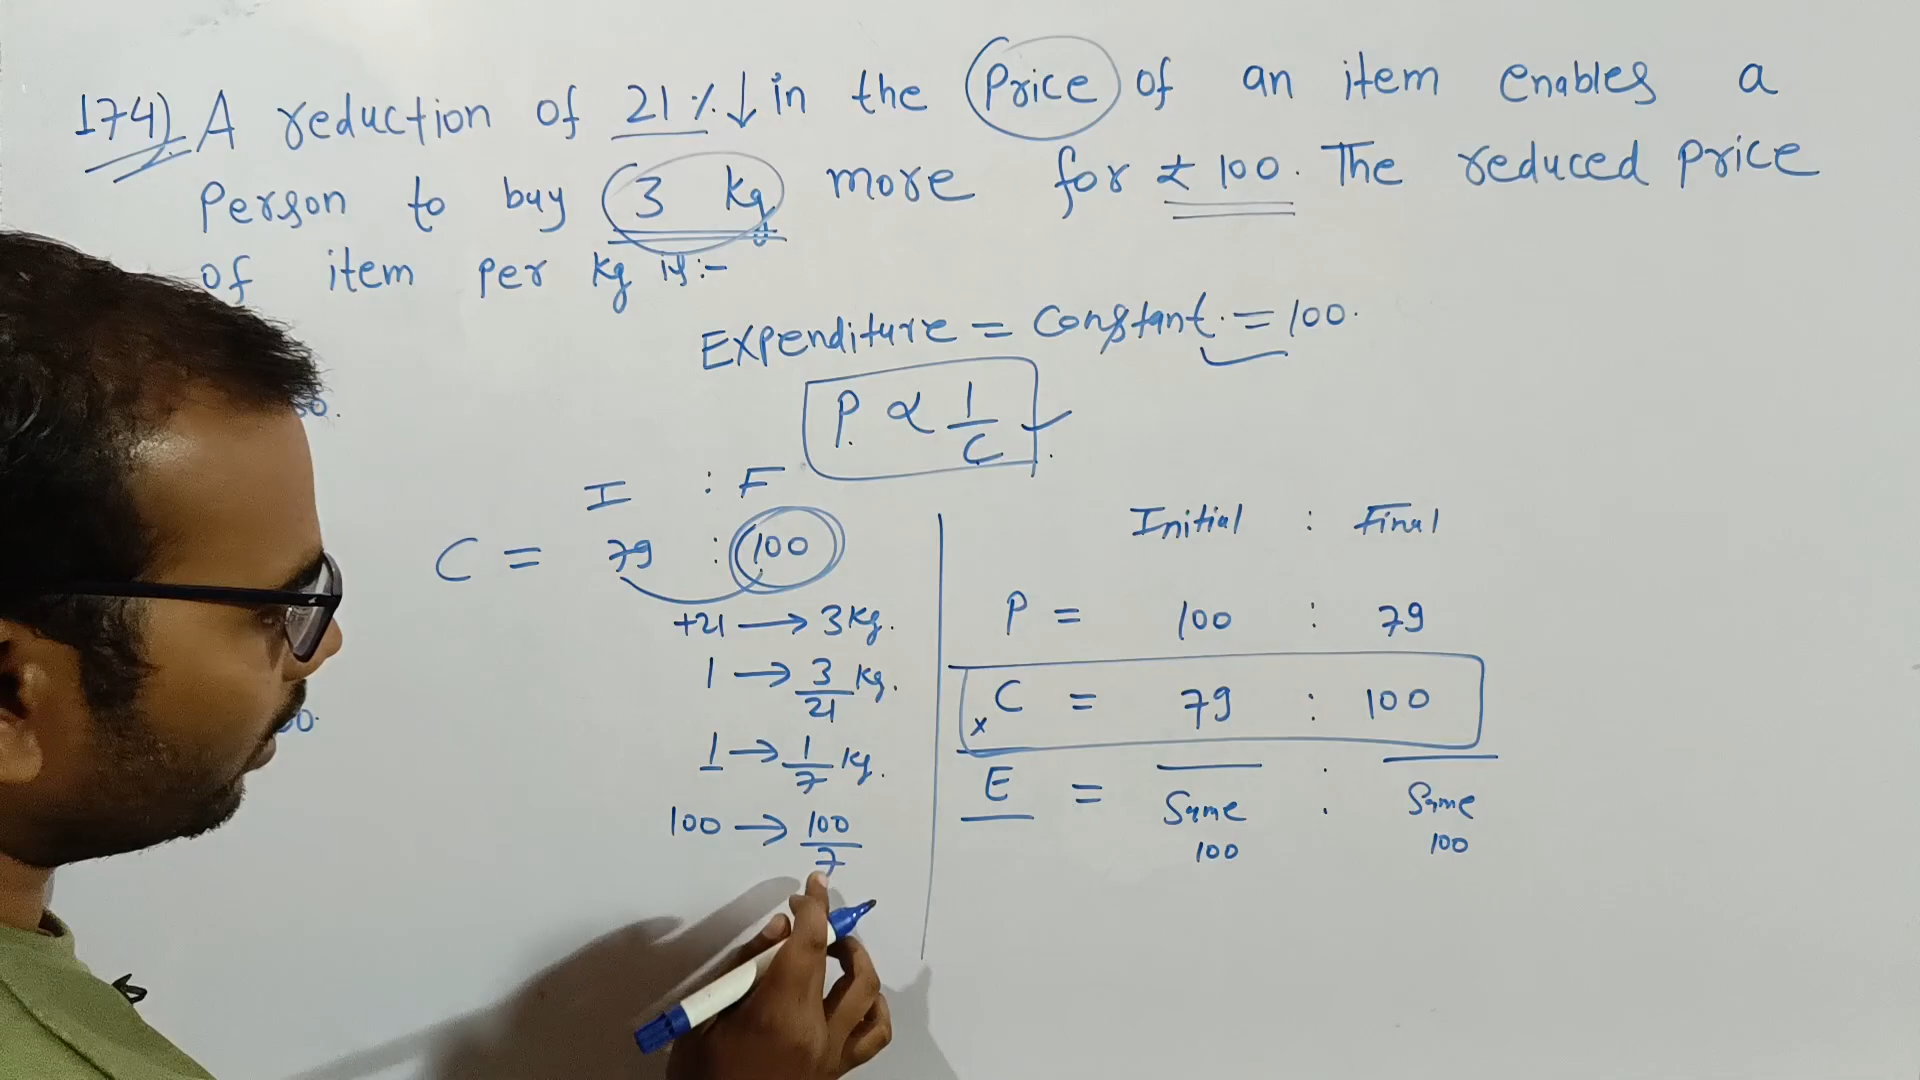 174) A reduction of 21%↓ in the Price of an item enables a
Person to buy 3 kg more for ₹ 100. The reduced price
of item per kg is:-
Expenditure = Constant. = 100.
P. ∝ 1/C
I : F
C = 79 : 100
+21 → 3kg.
1 → 3/21 kg.
1 → 1/7 kg.
100 → 100/7
Initial : Final
P = 100 : 79
x C = 79 : 100
E = Same : Same
100 100